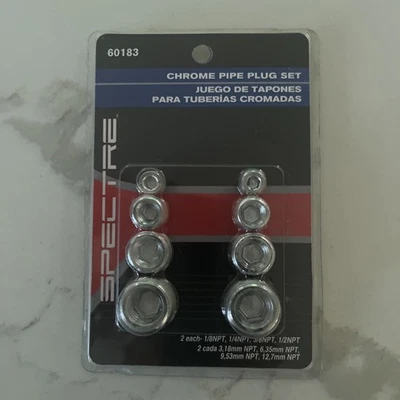 60183
CHROME PIPE PLUG SET
JUEGO DE TAPONES
PARA TUBERÍAS CROMADAS
SPECTRE
2 each- 1/8NPT, 1/4NPT, 3/8NPT, 1/2NPT
2 cada 3,18mm NPT, 6,35mm NPT,
9,53mm NPT, 12,7mm NPT